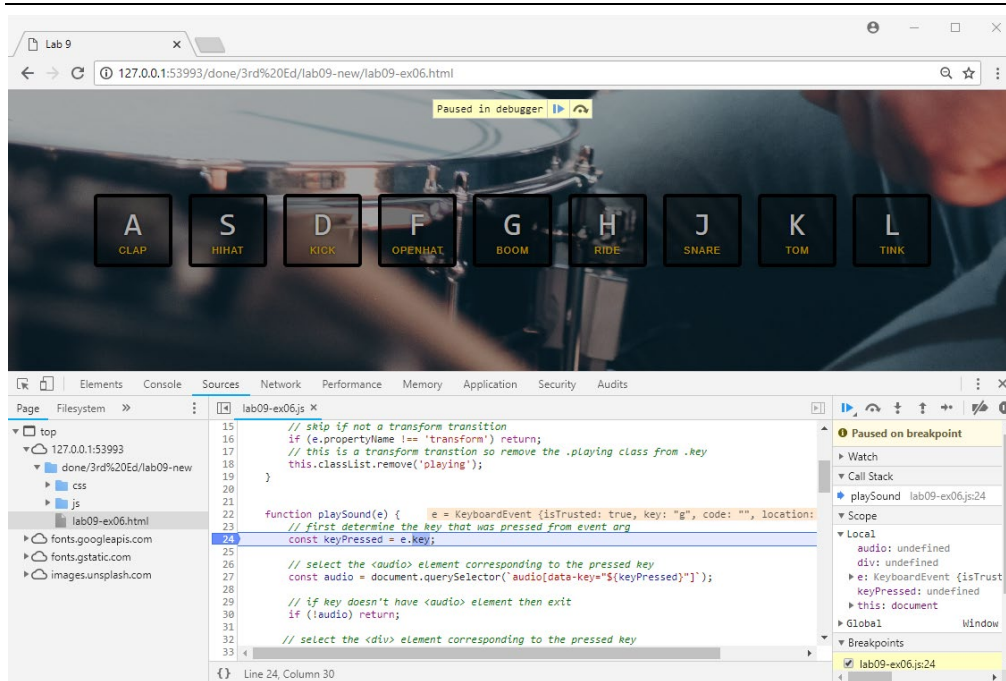 Lab 9
127.0.0.1:53993/done/3rd%20Ed/lab09-new/lab09-ex06.html
Paused in debugger
A S D F G H J K L
CLAP HIHAT KICK OPENHAT BOOM RIDE SNARE TOM TINK
Elements Console Sources Network Performance Memory Application Security Audits
Page Filesystem »
top
127.0.0.1:53993
done/3rd%20Ed/lab09-new
css
js
lab09-ex06.html
fonts.googleapis.com
fonts.gstatic.com
images.unsplash.com
lab09-ex06.js ×
15 // skip if not a transform transition
16 if (e.propertyName !== 'transform') return;
17 // this is a transform transtion so remove the .playing class from .key
18 this.classList.remove('playing');
19 }
20
21
22 function playSound(e) { e = KeyboardEvent {isTrusted: true, key: "g", code: "", location:
23 // first determine the key that was pressed from event arg
24 const keyPressed = e.key;
25
26 // select the <audio> element corresponding to the pressed key
27 const audio = document.querySelector(`audio[data-key="${keyPressed}"]`);
28
29 // if key doesn't have <audio> element then exit
30 if (!audio) return;
31
32 // select the <div> element corresponding to the pressed key
33
{} Line 24, Column 30
Paused on breakpoint
Watch
Call Stack
playSound lab09-ex06.js:24
Scope
Local
audio: undefined
div: undefined
e: KeyboardEvent {isTrust
keyPressed: undefined
this: document
Global Window
Breakpoints
lab09-ex06.js:24